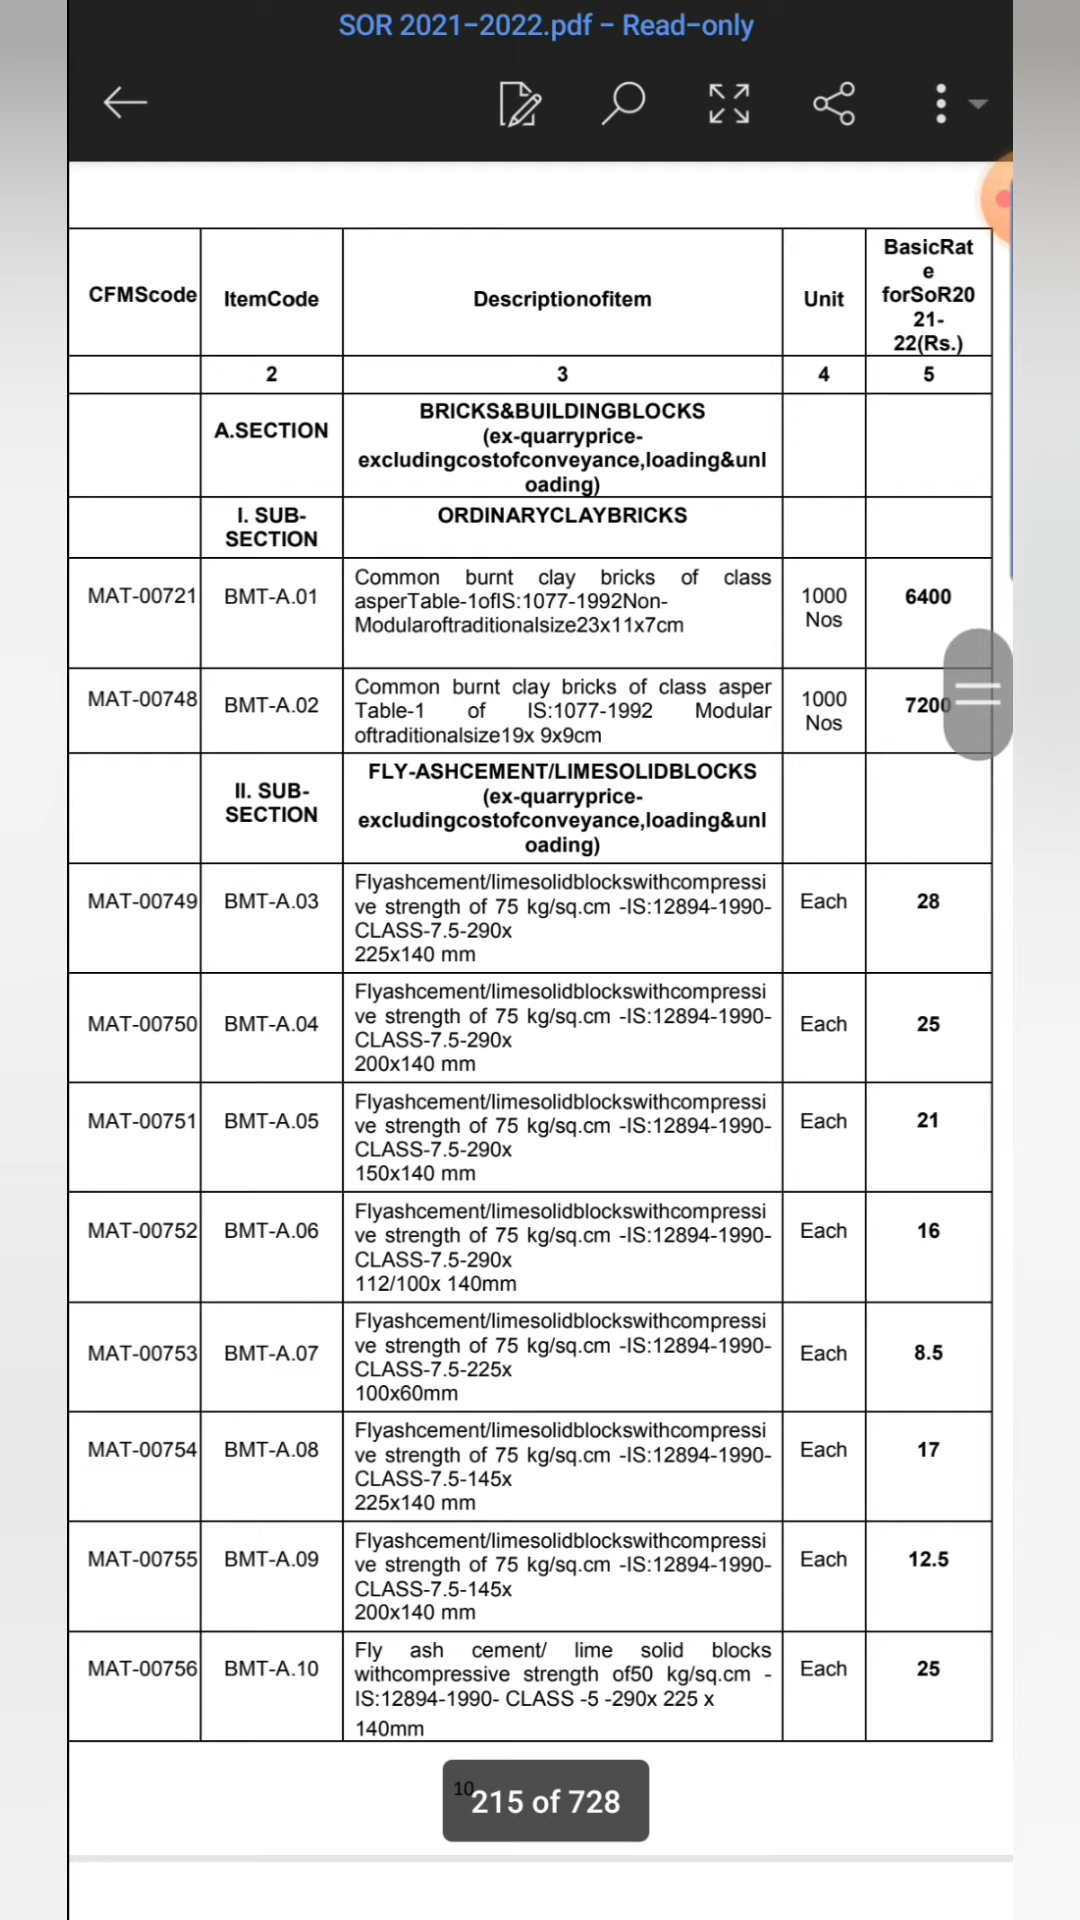 SOR 2021-2022.pdf - Read-only
CFMScode ItemCode Descriptionofitem Unit BasicRat
e
forSoR20
21-
22(Rs.)
2 3 4 5
A.SECTION BRICKS&BUILDINGBLOCKS
(ex-quarryprice-
excludingcostofconveyance,loading&unl
oading)
I. SUB-
SECTION ORDINARYCLAYBRICKS
MAT-00721 BMT-A.01 Common burnt clay bricks of class
asperTable-1ofIS:1077-1992Non-
Modularoftraditionalsize23x11x7cm
1000
Nos
6400
MAT-00748 BMT-A.02 Common burnt clay bricks of class asper
Table-1 of IS:1077-1992 Modular
oftraditionalsize19x 9x9cm
1000
Nos
7200
II. SUB-
SECTION FLY-ASHCEMENT/LIMESOLIDBLOCKS
(ex-quarryprice-
excludingcostofconveyance,loading&unl
oading)
MAT-00749 BMT-A.03 Flyashcement/limesolidblockswithcompressi
ve strength of 75 kg/sq.cm -IS:12894-1990-
CLASS-7.5-290x
225x140 mm
Each 28
MAT-00750 BMT-A.04 Flyashcement/limesolidblockswithcompressi
ve strength of 75 kg/sq.cm -IS:12894-1990-
CLASS-7.5-290x
200x140 mm
Each 25
MAT-00751 BMT-A.05 Flyashcement/limesolidblockswithcompressi
ve strength of 75 kg/sq.cm -IS:12894-1990-
CLASS-7.5-290x
150x140 mm
Each 21
MAT-00752 BMT-A.06 Flyashcement/limesolidblockswithcompressi
ve strength of 75 kg/sq.cm -IS:12894-1990-
CLASS-7.5-290x
112/100x 140mm
Each 16
MAT-00753 BMT-A.07 Flyashcement/limesolidblockswithcompressi
ve strength of 75 kg/sq.cm -IS:12894-1990-
CLASS-7.5-225x
100x60mm
Each 8.5
MAT-00754 BMT-A.08 Flyashcement/limesolidblockswithcompressi
ve strength of 75 kg/sq.cm -IS:12894-1990-
CLASS-7.5-145x
225x140 mm
Each 17
MAT-00755 BMT-A.09 Flyashcement/limesolidblockswithcompressi
ve strength of 75 kg/sq.cm -IS:12894-1990-
CLASS-7.5-145x
200x140 mm
Each 12.5
MAT-00756 BMT-A.10 Fly ash cement/ lime solid blocks
withcompressive strength of50 kg/sq.cm -
IS:12894-1990- CLASS -5 -290x 225 x
140mm
Each 25
10
215 of 728